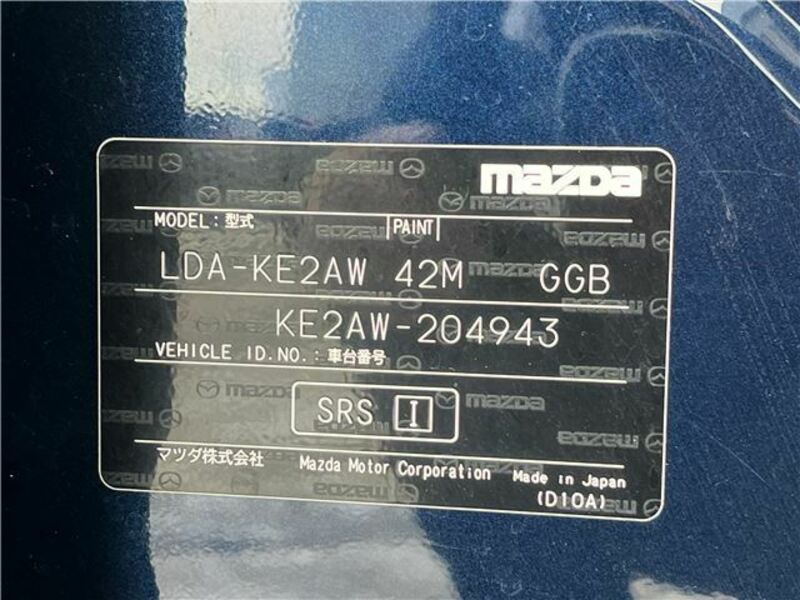 mazda
MODEL：型式 PAINT
LDA-KE2AW 42M GGB
KE2AW-204943
VEHICLE ID.NO.：車台番号
SRS I
マツダ株式会社 Mazda Motor Corporation Made in Japan
(D10A)